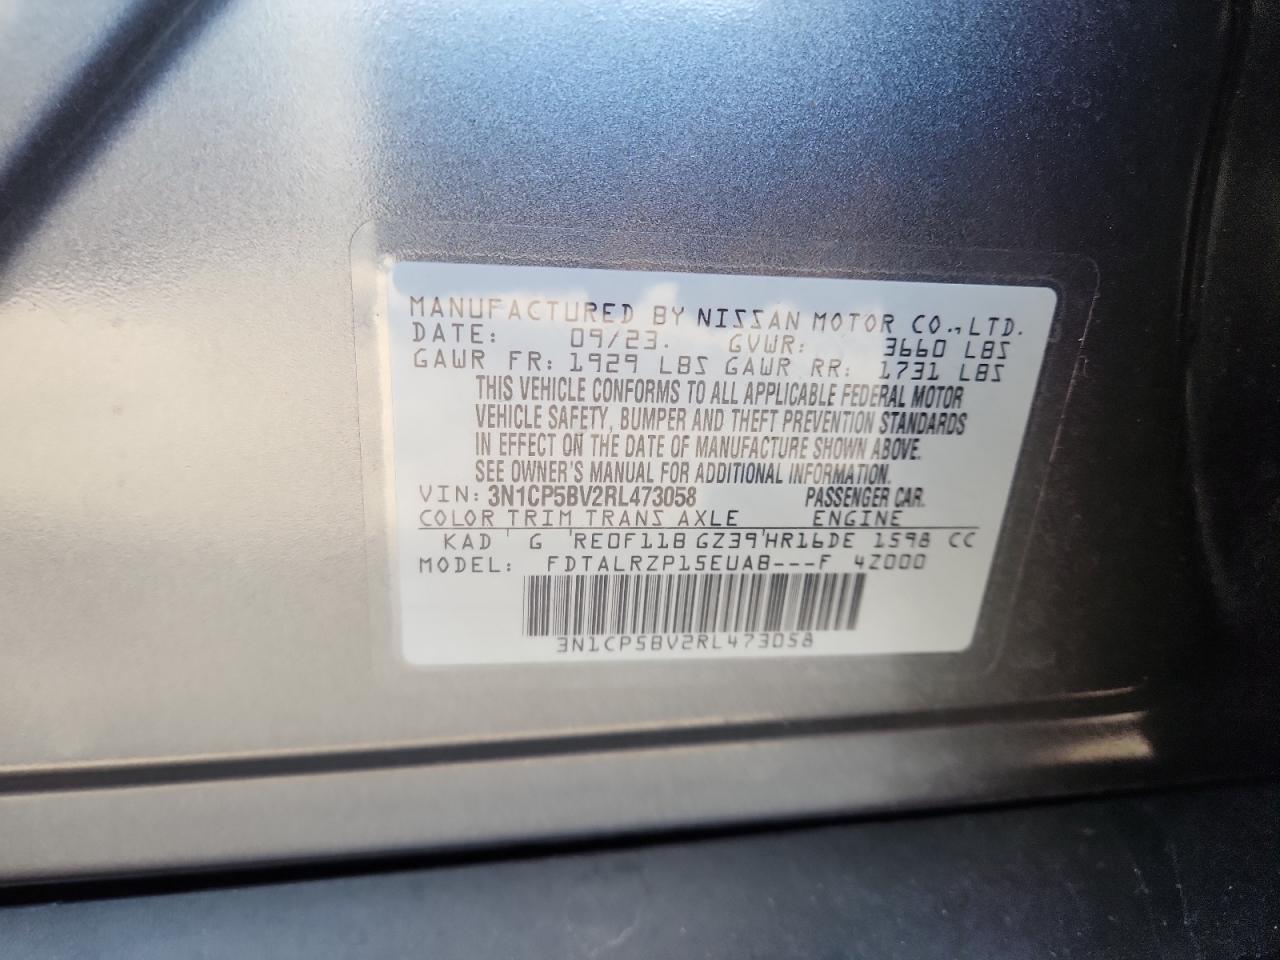 MANUFACTURED BY NISSAN MOTOR CO.,LTD.
DATE: 09/23. GVWR: 3660 LBS
GAWR FR: 1929 LBS GAWR RR: 1731 LBS
THIS VEHICLE CONFORMS TO ALL APPLICABLE FEDERAL MOTOR
VEHICLE SAFETY, BUMPER AND THEFT PREVENTION STANDARDS
IN EFFECT ON THE DATE OF MANUFACTURE SHOWN ABOVE.
SEE OWNER'S MANUAL FOR ADDITIONAL INFORMATION.
VIN: 3N1CP5BV2RL473058 PASSENGER CAR.
COLOR TRIM TRANS AXLE ENGINE
KAD G RE0F11B GZ39 HR16DE 1598 CC
MODEL: FDTALRZP15EUAB---F 4Z000
3N1CP5BV2RL473058